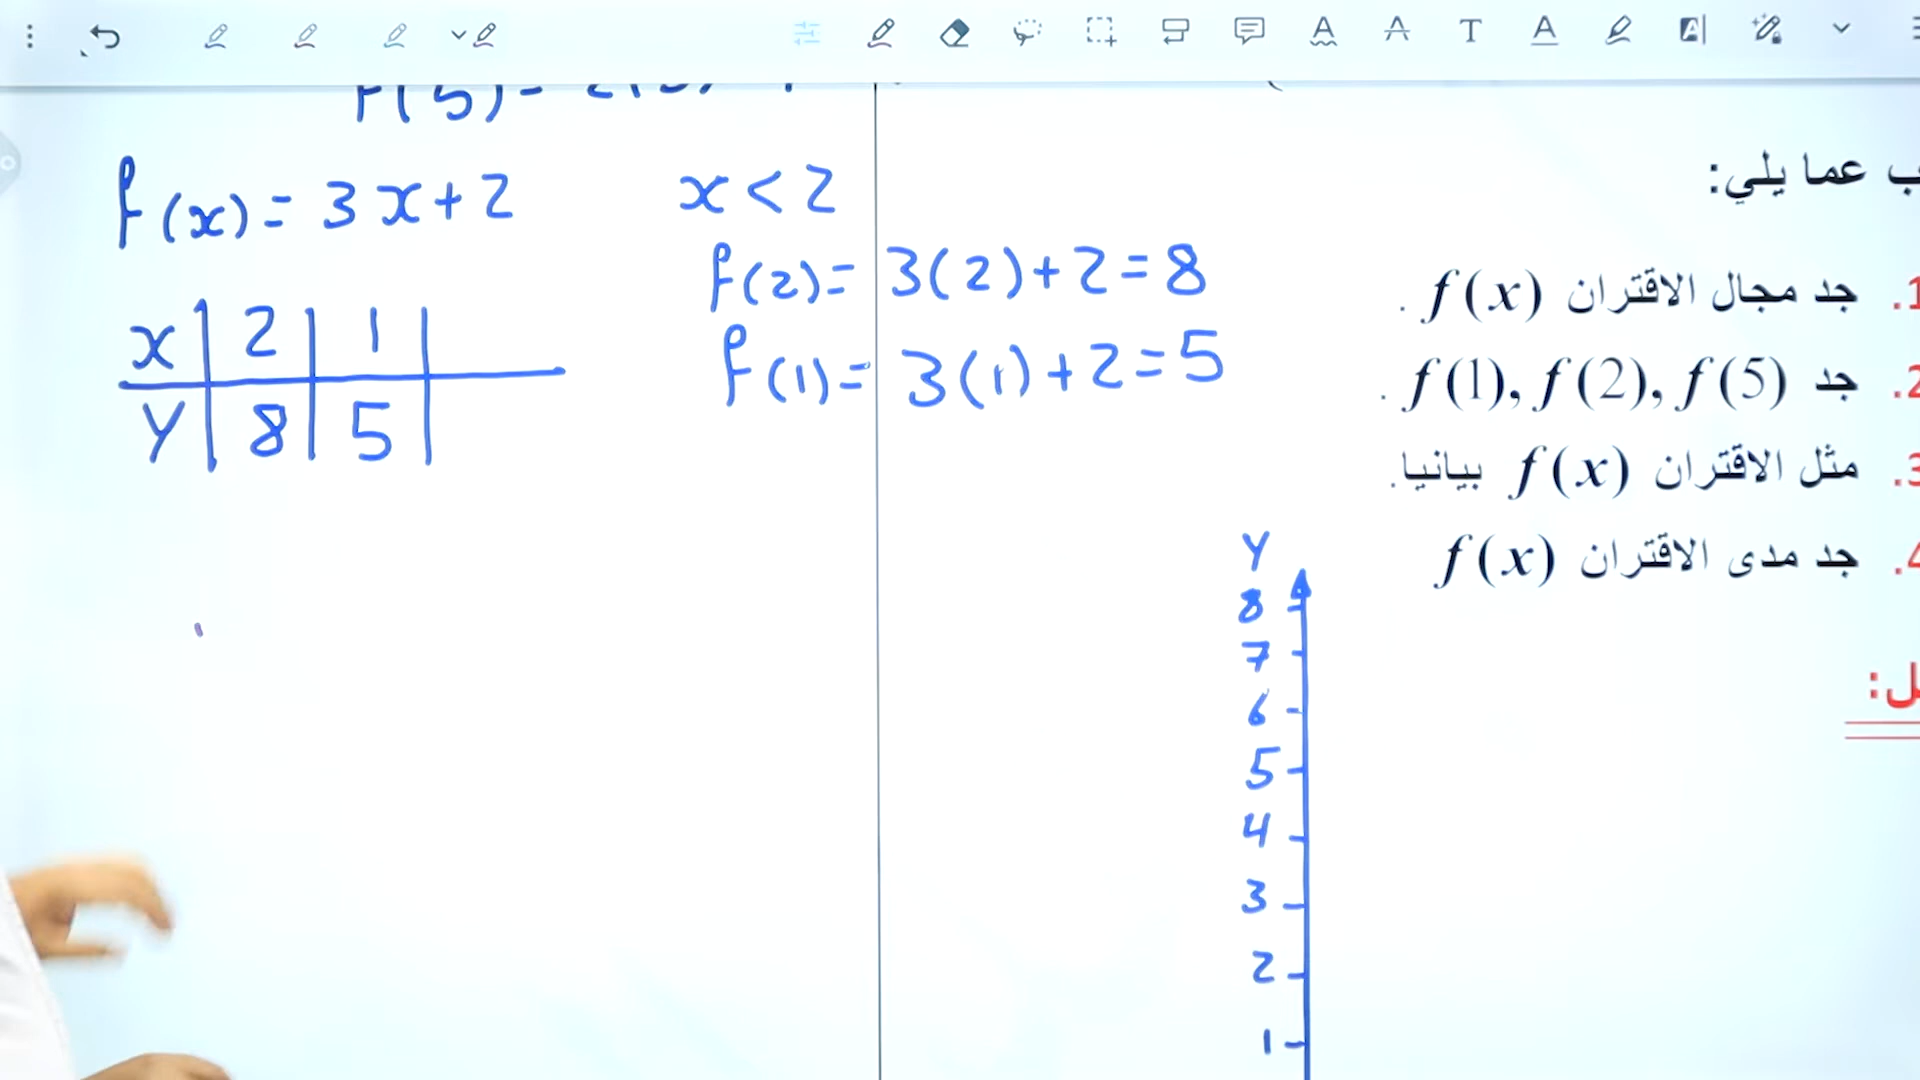 f(5)=
f(x)= 3x+2 x<2
f(2)= 3(2)+2=8
f(1)= 3(1)+2=5
x 2 1
y 8 5
عما يلي:
1. جد مجال الاقتران f(x) .
2. جد f(1), f(2), f(5) .
3. مثل الاقتران f(x) بيانيا.
4. جد مدى الاقتران f(x)
Y
8
7
6
5
4
3
2
1